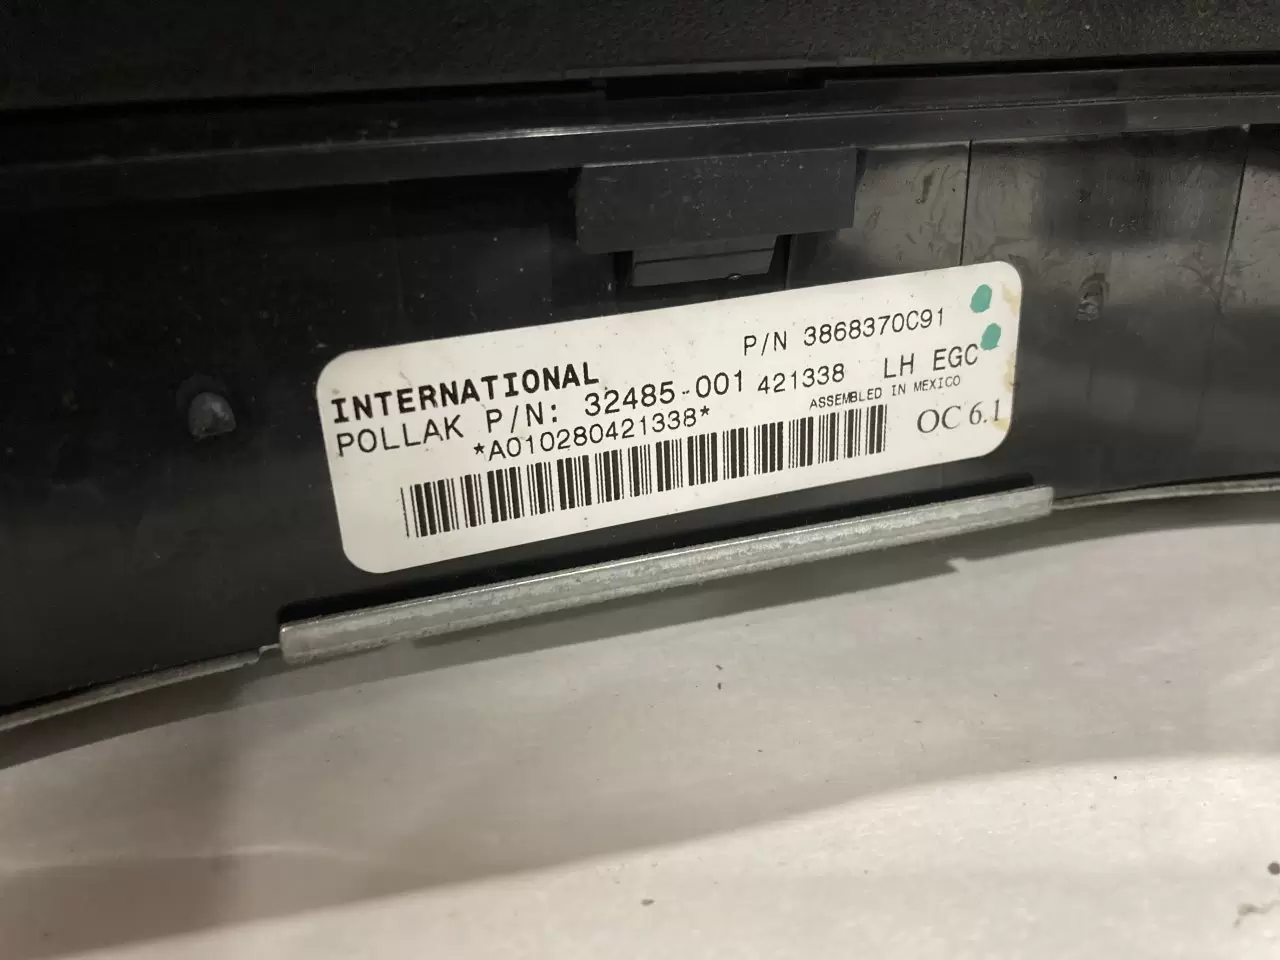 INTERNATIONAL P/N 3868370C91
POLLAK P/N: 32485-001 421338 LH EGC
*A010280421338* ASSEMBLED IN MEXICO
OC 6.1